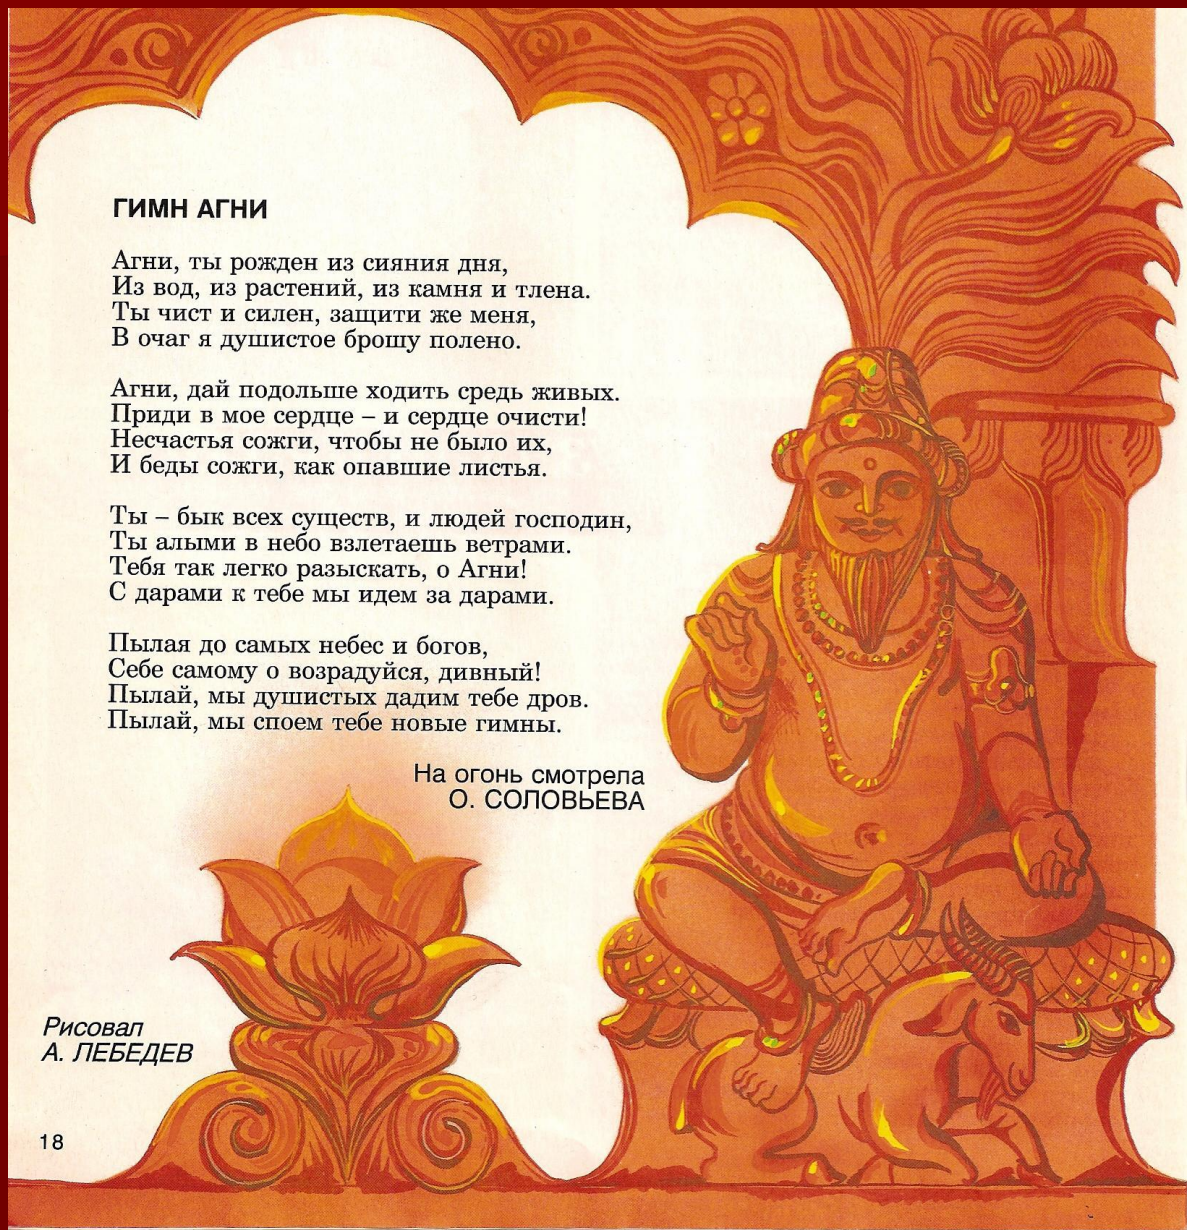 ГИМН АГНИ
Агни, ты рожден из сияния дня,
Из вод, из растений, из камня и тлена.
Ты чист и силен, защити же меня,
В очаг я душистое брошу полено.
Агни, дай подольше ходить средь живых.
Приди в мое сердце – и сердце очисти!
Несчастья сожги, чтобы не было их,
И беды сожги, как опавшие листья.
Ты – бык всех существ, и людей господин,
Ты алыми в небо взлетаешь ветрами.
Тебя так легко разыскать, о Агни!
С дарами к тебе мы идем за дарами.
Пылая до самых небес и богов,
Себе самому о возрадуйся, дивный!
Пылай, мы душистых дадим тебе дров.
Пылай, мы споем тебе новые гимны.
На огонь смотрела
О. СОЛОВЬЕВА
Рисовал
А. ЛЕБЕДЕВ
18